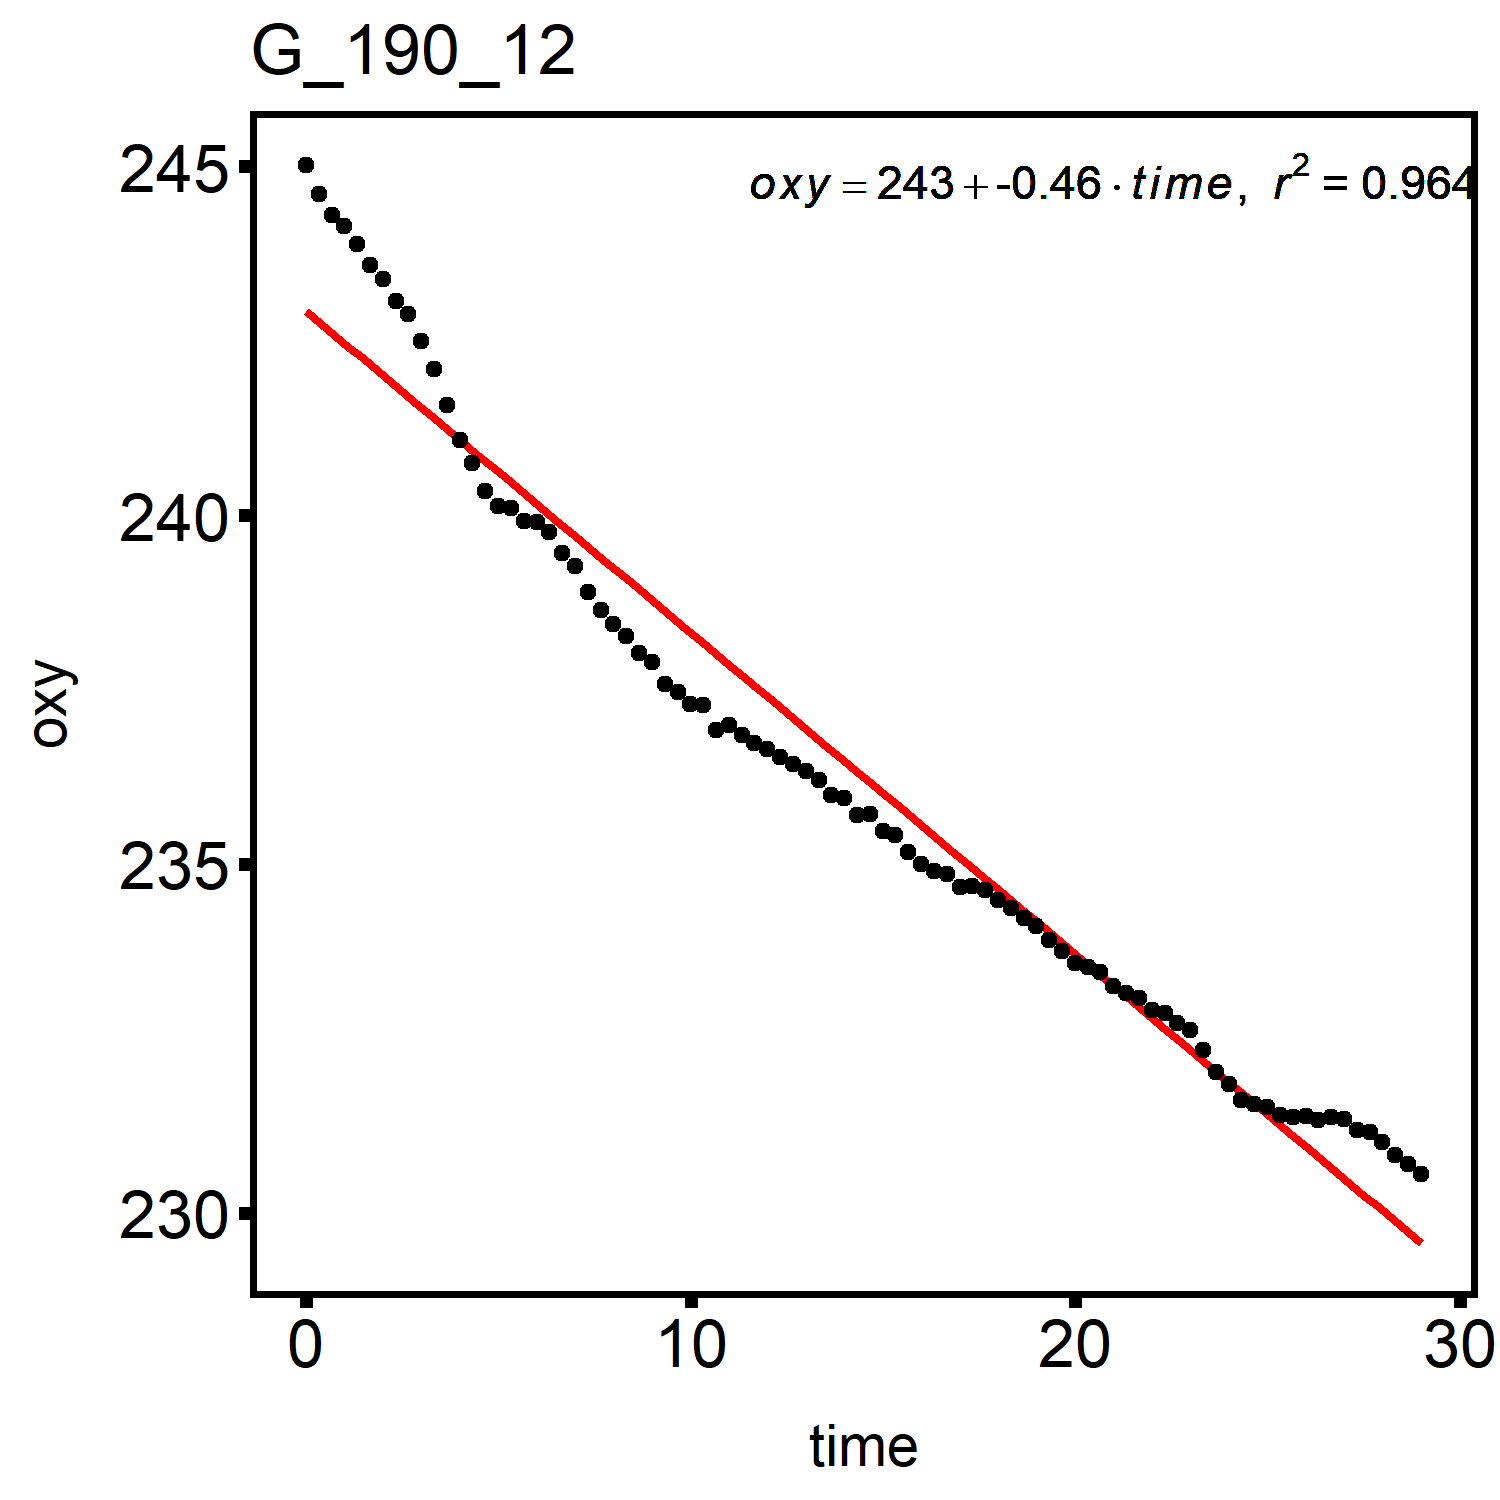 G_190_12
oxy = 243 + -0.46 · time, r² = 0.964
245
240
235
230
oxy
0 10 20 30
time